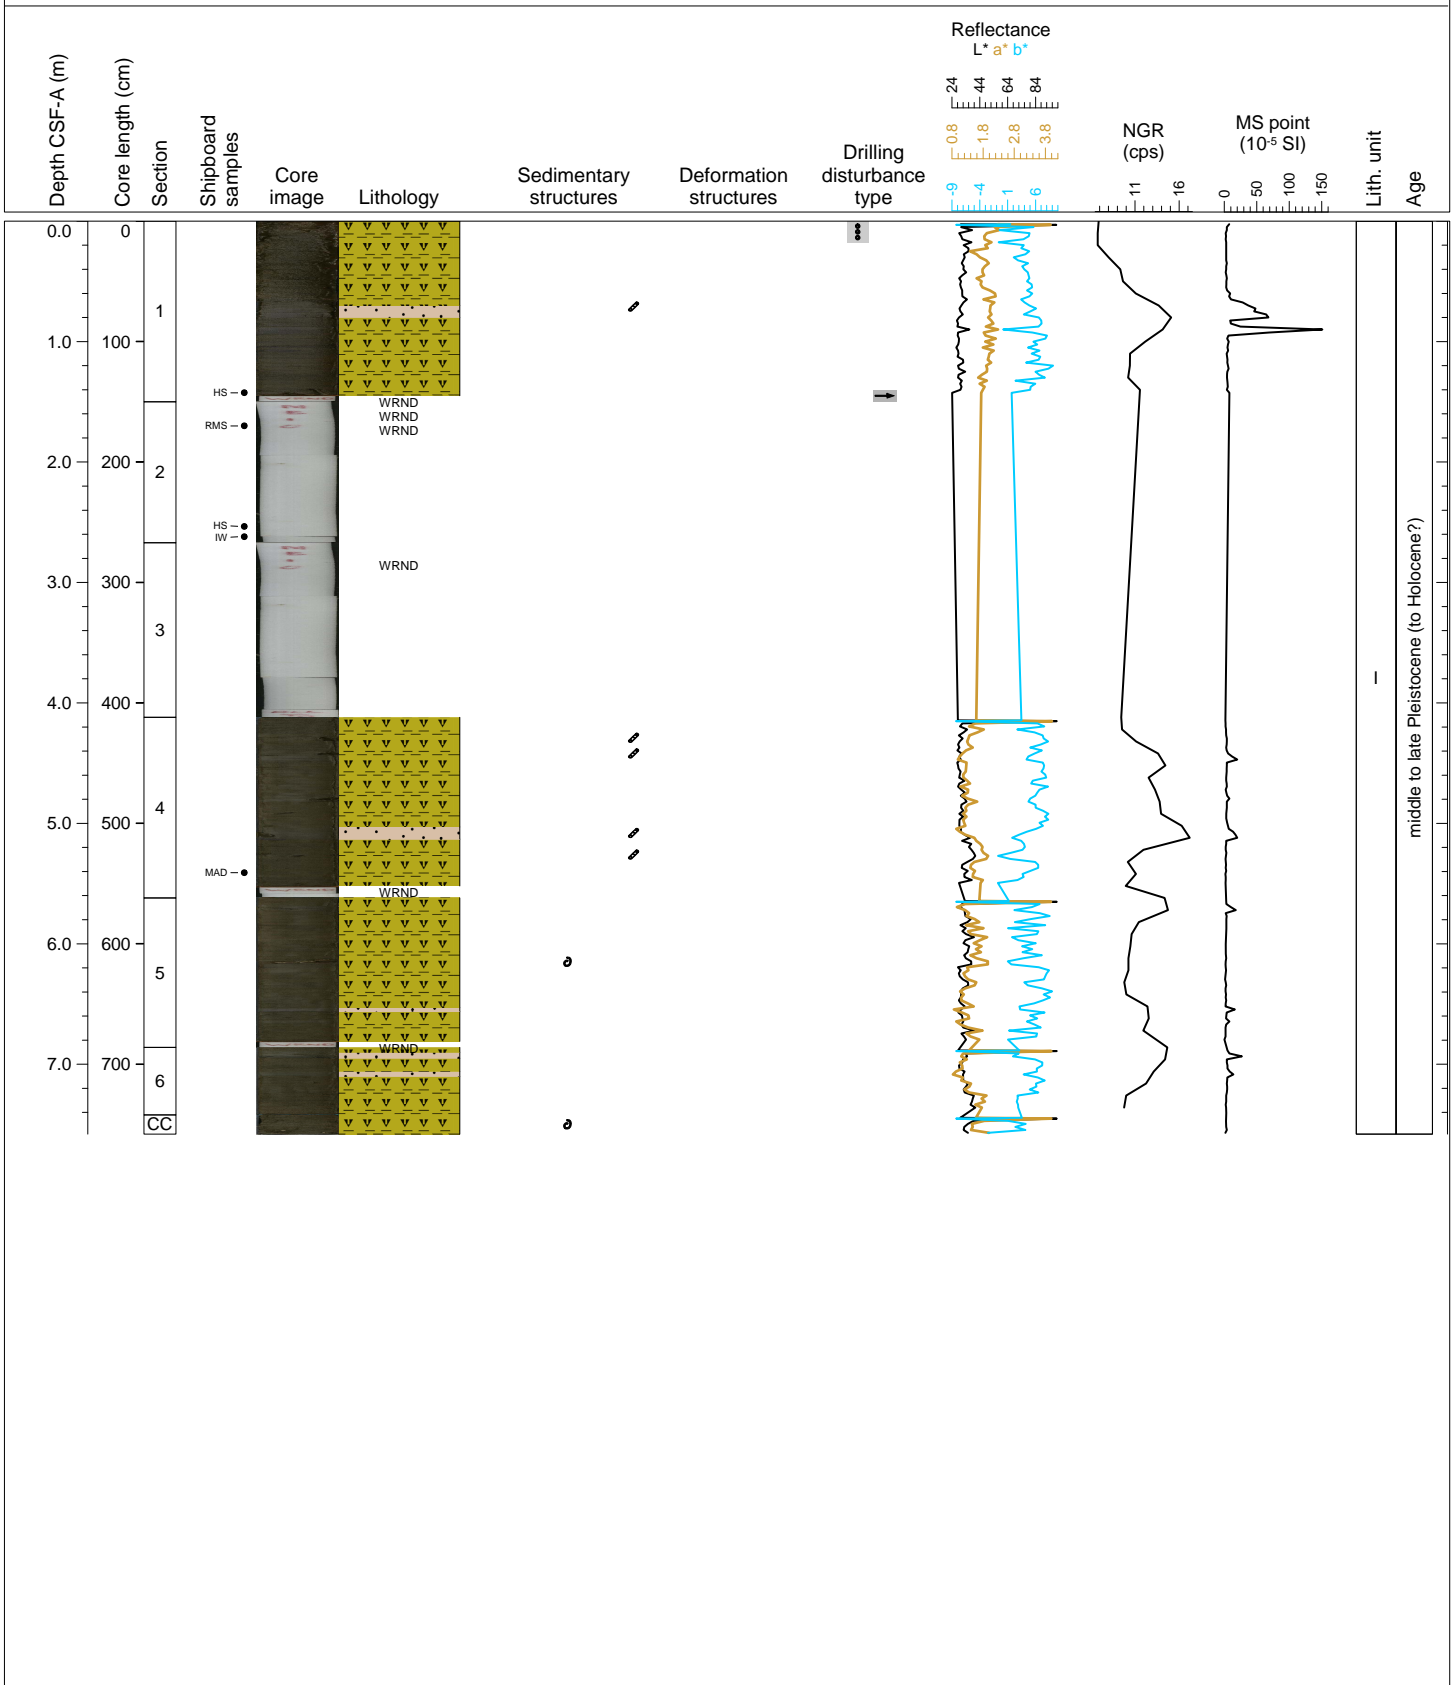 Reflectance
L* a* b*
24 44 64 84
0.8 1.8 2.8 3.8
-9 -4 1 6
Depth CSF-A (m)
Core length (cm)
Section
Shipboard
samples
Core
image
Lithology
Sedimentary
structures
Deformation
structures
Drilling
disturbance
type
NGR
(cps)
11 16
MS point
(10-5 SI)
0 50 100 150
Lith. unit
Age
0.0 0
1
1.0 100
HS
WRND
WRND
RMS
WRND
2.0 200
2
HS
IW
WRND
3.0 300
3
I
middle to late Pleistocene (to Holocene?)
4.0 400
4
5.0 500
MAD
WRND
6.0 600
5
WRND
7.0 700
6
CC